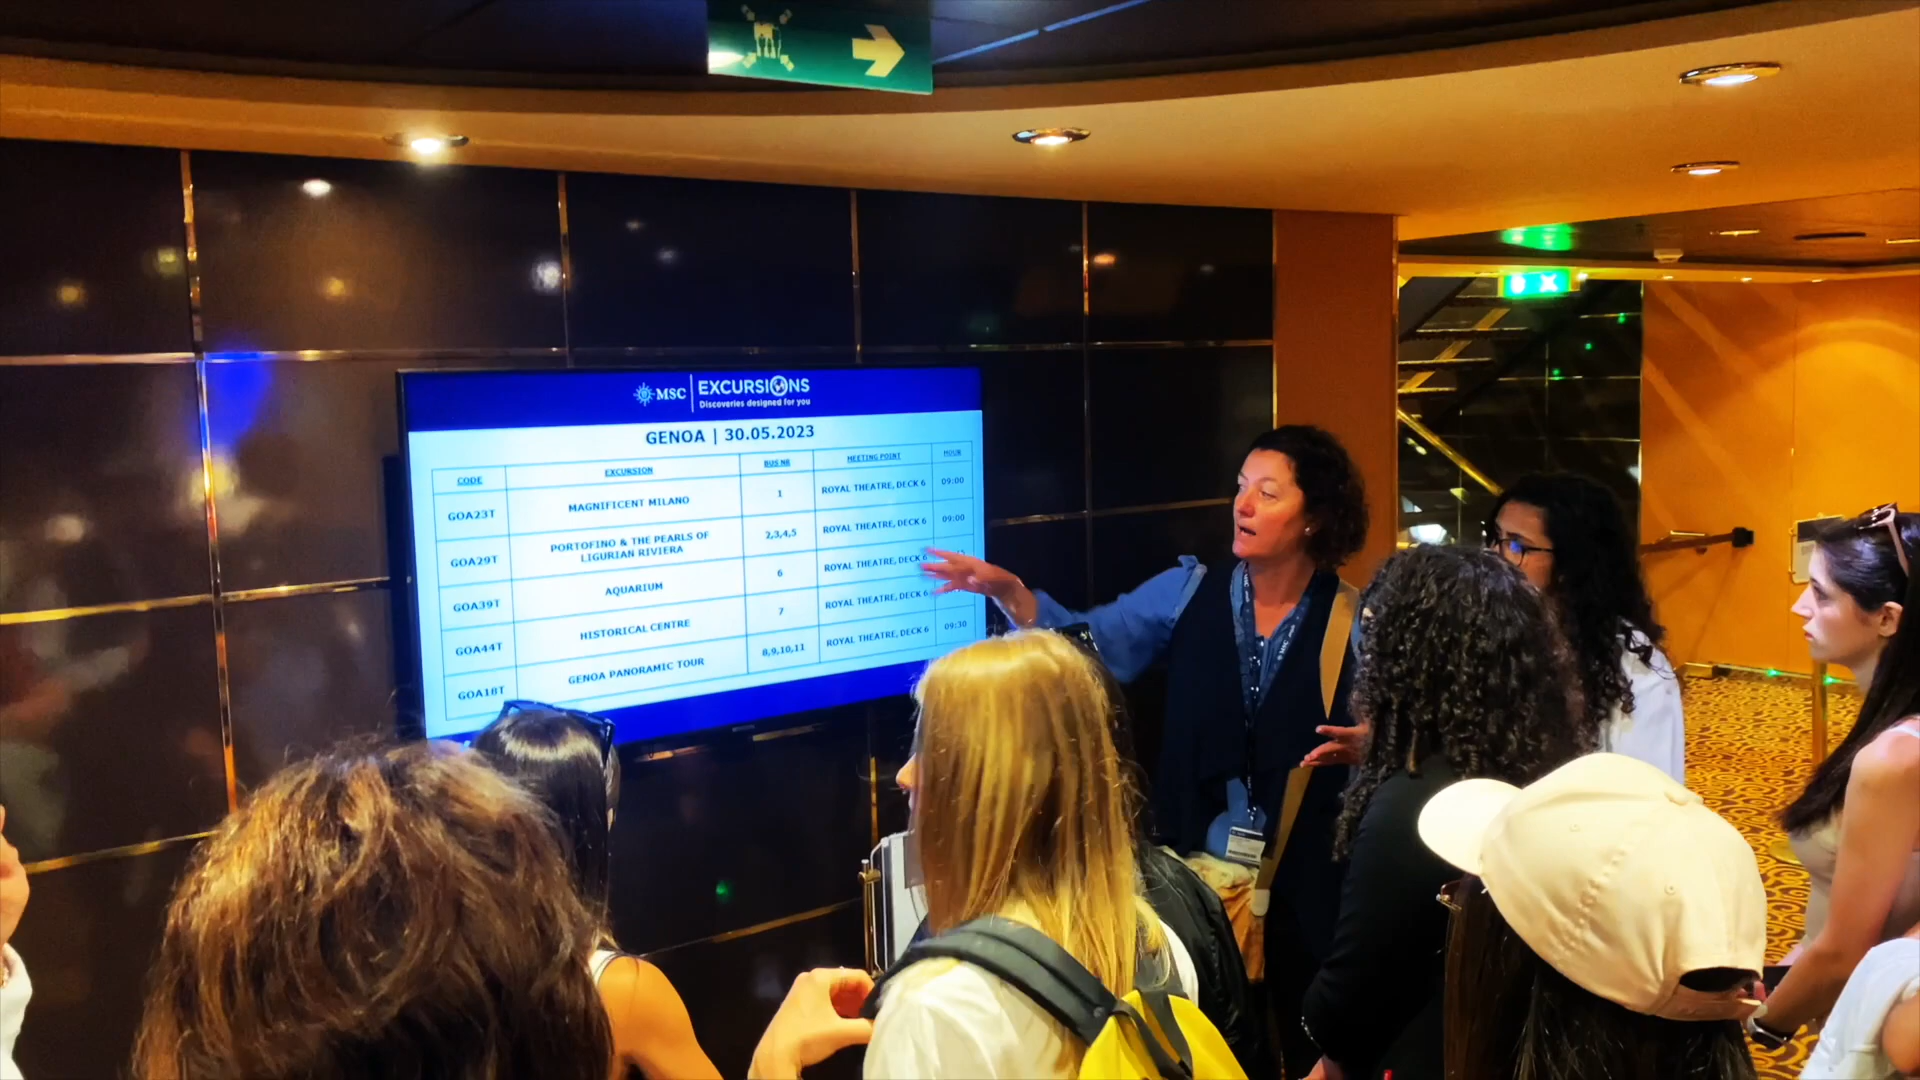 MSC EXCURSIONS
Discoveries designed for you
GENOA | 30.05.2023
CODE EXCURSION BUS NR MEETING POINT HOUR
GOA23T MAGNIFICENT MILANO 1 ROYAL THEATRE, DECK 6 09:00
GOA29T PORTOFINO & THE PEARLS OF LIGURIAN RIVIERA 2,3,4,5 ROYAL THEATRE, DECK 6 09:00
GOA39T AQUARIUM 6 ROYAL THEATRE, DECK 6
GOA44T HISTORICAL CENTRE 7 ROYAL THEATRE, DECK 6
GOA18T GENOA PANORAMIC TOUR 8,9,10,11 ROYAL THEATRE, DECK 6 09:30